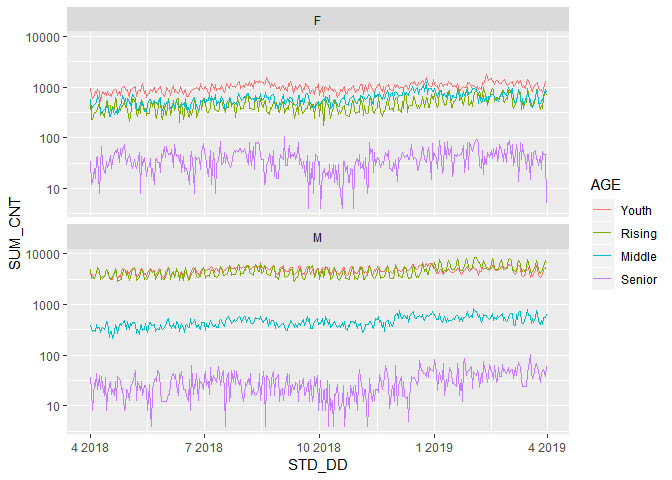 F
10000
1000
100
10
SUM_CNT
M
10000
1000
100
10
4 2018
7 2018
10 2018
1 2019
4 2019
STD_DD
AGE
Youth
Rising
Middle
Senior